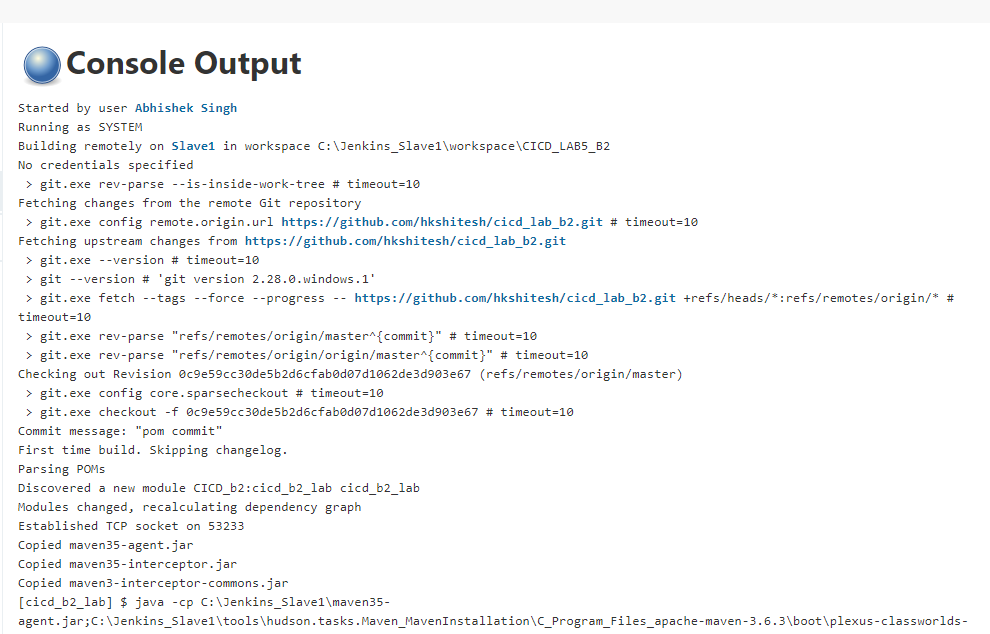 Console Output
Started by user Abhishek Singh
Running as SYSTEM
Building remotely on Slave1 in workspace C:\Jenkins_Slave1\workspace\CICD_LAB5_B2
No credentials specified
> git.exe rev-parse --is-inside-work-tree # timeout=10
Fetching changes from the remote Git repository
> git.exe config remote.origin.url https://github.com/hkshitesh/cicd_lab_b2.git # timeout=10
Fetching upstream changes from https://github.com/hkshitesh/cicd_lab_b2.git
> git.exe --version # timeout=10
> git --version # 'git version 2.28.0.windows.1'
> git.exe fetch --tags --force --progress -- https://github.com/hkshitesh/cicd_lab_b2.git +refs/heads/*:refs/remotes/origin/* #
timeout=10
> git.exe rev-parse "refs/remotes/origin/master^{commit}" # timeout=10
> git.exe rev-parse "refs/remotes/origin/origin/master^{commit}" # timeout=10
Checking out Revision 0c9e59cc30de5b2d6cfab0d07d1062de3d903e67 (refs/remotes/origin/master)
> git.exe config core.sparsecheckout # timeout=10
> git.exe checkout -f 0c9e59cc30de5b2d6cfab0d07d1062de3d903e67 # timeout=10
Commit message: "pom commit"
First time build. Skipping changelog.
Parsing POMs
Discovered a new module CICD_b2:cicd_b2_lab cicd_b2_lab
Modules changed, recalculating dependency graph
Established TCP socket on 53233
Copied maven35-agent.jar
Copied maven35-interceptor.jar
Copied maven3-interceptor-commons.jar
[cicd_b2_lab] $ java -cp C:\Jenkins_Slave1\maven35-
agent.jar;C:\Jenkins_Slave1\tools\hudson.tasks.Maven_MavenInstallation\C_Program_Files_apache-maven-3.6.3\boot\plexus-classworlds-